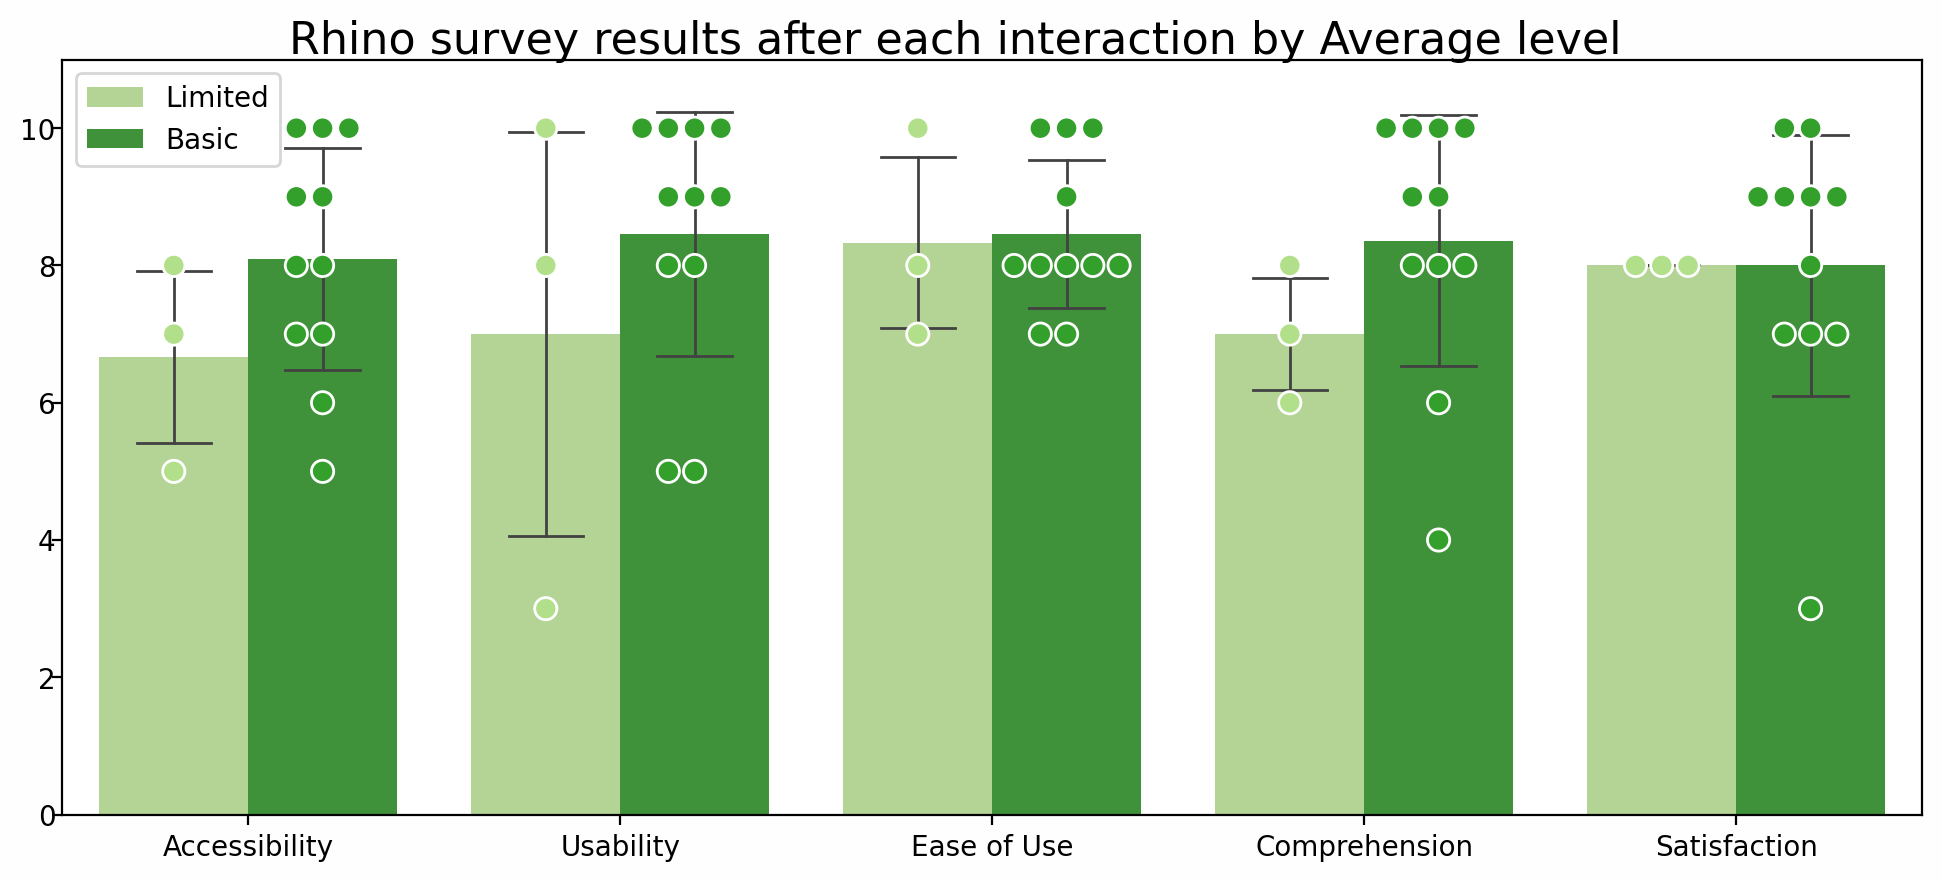 Rhino survey results after each interaction by Average level
Limited
Basic
10
8
6
4
2
0
Accessibility
Usability
Ease of Use
Comprehension
Satisfaction